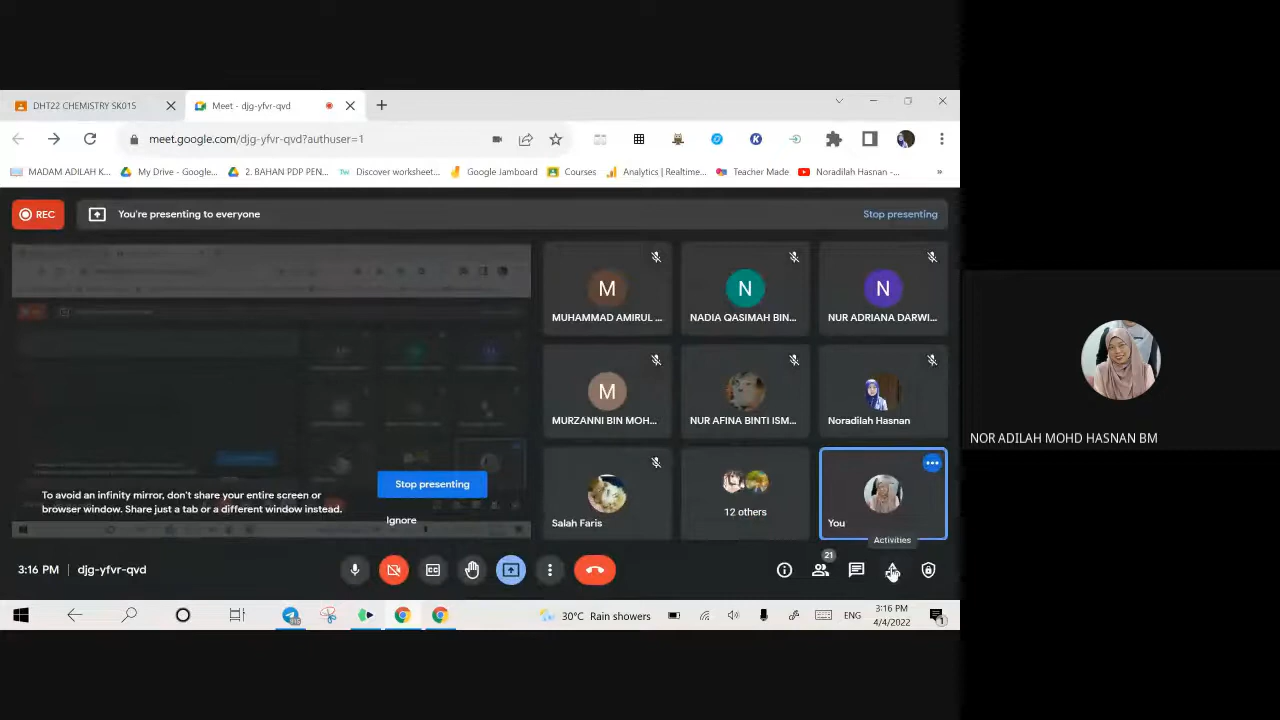 DHT22 CHEMISTRY SK015
Meet - djg-yfvr-qvd
meet.google.com/djg-yfvr-qvd?authuser=1
MADAM ADILAH K...
My Drive - Google...
2. BAHAN PDP PEN...
Discover worksheet...
Google Jamboard
Courses
Analytics | Realtime...
Teacher Made
Noradilah Hasnan -...
»
REC
You're presenting to everyone
Stop presenting
M
MUHAMMAD AMIRUL ...
N
NADIA QASIMAH BIN...
N
NUR ADRIANA DARWI...
M
MURZANNI BIN MOH...
NUR AFINA BINTI ISM...
Noradilah Hasnan
Salah Faris
12 others
You
To avoid an infinity mirror, don't share your entire screen or
browser window. Share just a tab or a different window instead.
Stop presenting
Ignore
Activities
NOR ADILAH MOHD HASNAN BM
3:16 PM | djg-yfvr-qvd
CC
21
30°C Rain showers
ENG
3:16 PM
4/4/2022
1